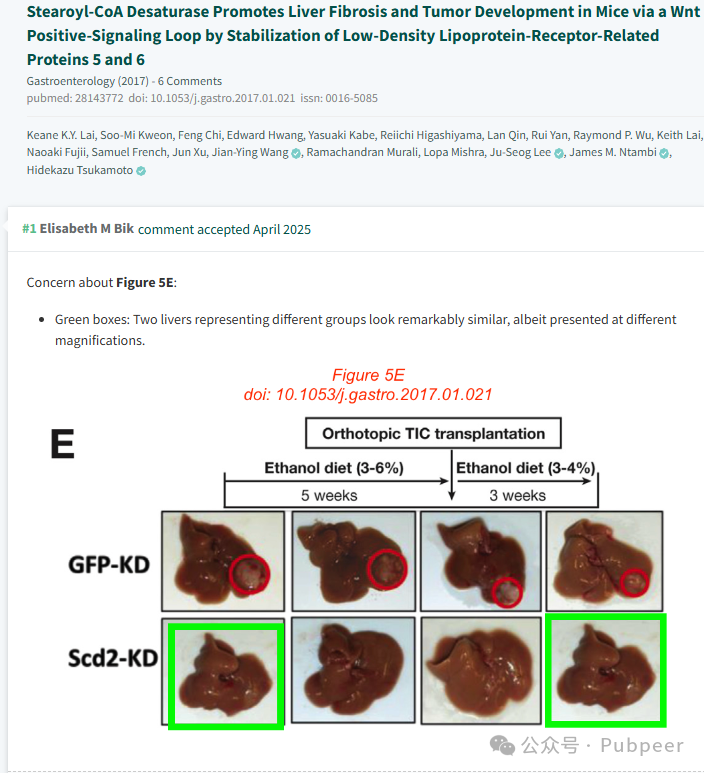 Stearoyl-CoA Desaturase Promotes Liver Fibrosis and Tumor Development in Mice via a Wnt
Positive-Signaling Loop by Stabilization of Low-Density Lipoprotein-Receptor-Related
Proteins 5 and 6
Gastroenterology (2017) - 6 Comments
pubmed: 28143772 doi: 10.1053/j.gastro.2017.01.021 issn: 0016-5085
Keane K.Y. Lai, Soo-Mi Kweon, Feng Chi, Edward Hwang, Yasuaki Kabe, Reiichi Higashiyama, Lan Qin, Rui Yan, Raymond P. Wu, Keith Lai,
Naoaki Fujii, Samuel French, Jun Xu, Jian-Ying Wang, Ramachandran Murali, Lopa Mishra, Ju-Seog Lee, James M. Ntambi,
Hidekazu Tsukamoto
#1 Elisabeth M Bik comment accepted April 2025
Concern about Figure 5E:
• Green boxes: Two livers representing different groups look remarkably similar, albeit presented at different
magnifications.
Figure 5E
doi: 10.1053/j.gastro.2017.01.021
E
Orthotopic TIC transplantation
Ethanol diet (3-6%) Ethanol diet (3-4%)
5 weeks 3 weeks
GFP-KD
Scd2-KD
公众号 · Pubpeer